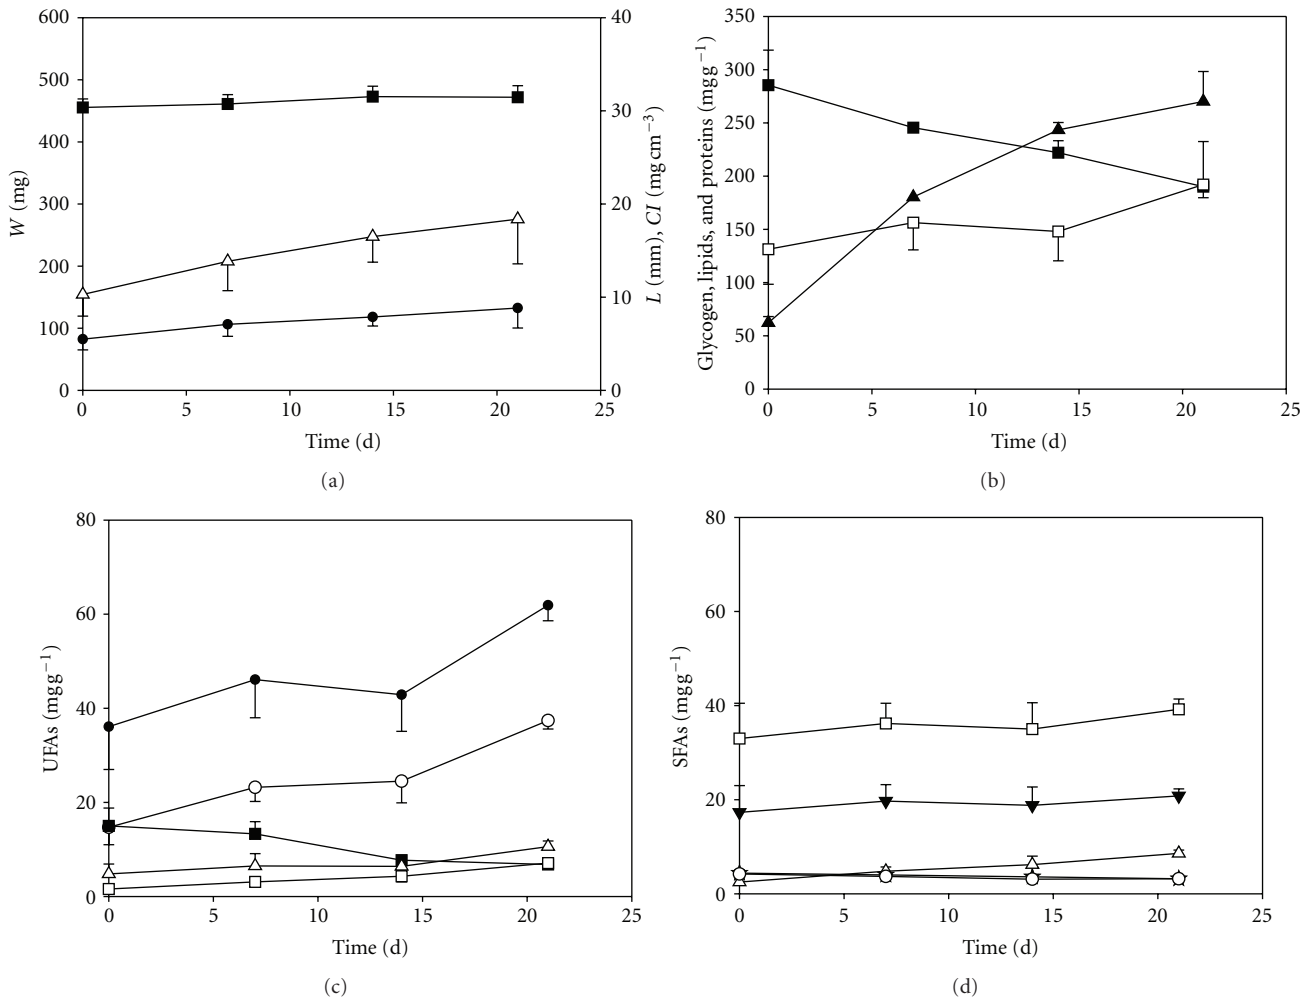 600
500
400
300
200
100
0
W (mg)
40
30
20
10
0
L (mm), CI (mg cm−3)
0 5 10 15 20 25
Time (d)
(a)
350
300
250
200
150
100
50
0
Glycogen, lipids, and proteins (mg g−1)
0 5 10 15 20 25
Time (d)
(b)
80
60
40
20
0
UFAs (mgg−1)
0 5 10 15 20 25
Time (d)
(c)
80
60
40
20
0
SFAs (mgg−1)
0 5 10 15 20 25
Time (d)
(d)